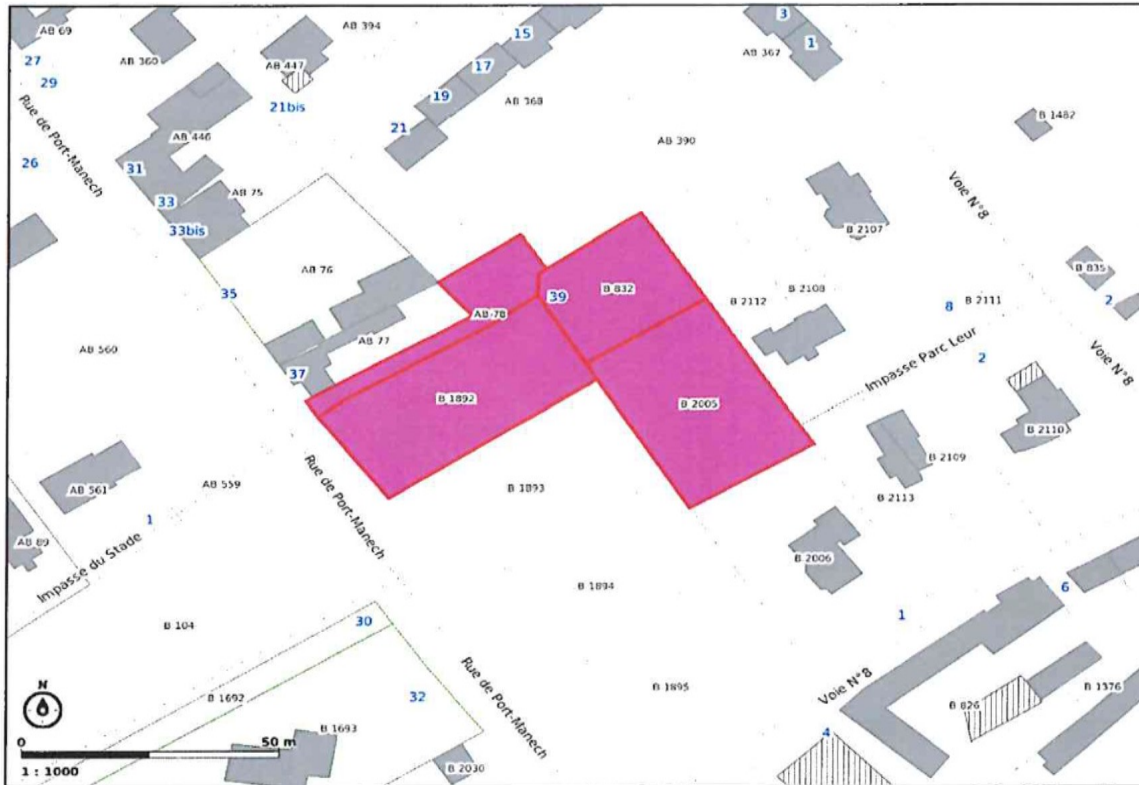 AB 69
AB 394
3
15
27
AB 360
AB 447
AB 367
1
29
17
19
21bis
AB 368
B 1482
21
Rue de Port-Manech
AB 446
AB 390
26
31
AB 75
Voie N°8
33
33bis
B 2107
AB 76
B 835
35
39
B 832
B 2112
B 2108
8
B 2111
2
AB 78
AB 77
AB 560
Impasse Parc Leur
2
Voie N°8
37
B 1892
B 2005
B 2110
B 2109
AB 561
AB 559
B 1893
B 2113
Rue de Port-Manech
1
AB 89
B 2006
Impasse du Stade
B 1894
6
B 104
30
1
Rue de Port-Manech
Voie N°8
B 1895
B 1376
N
B 1692
32
B 826
B 1693
4
0
50 m
B 2030
1 : 1000